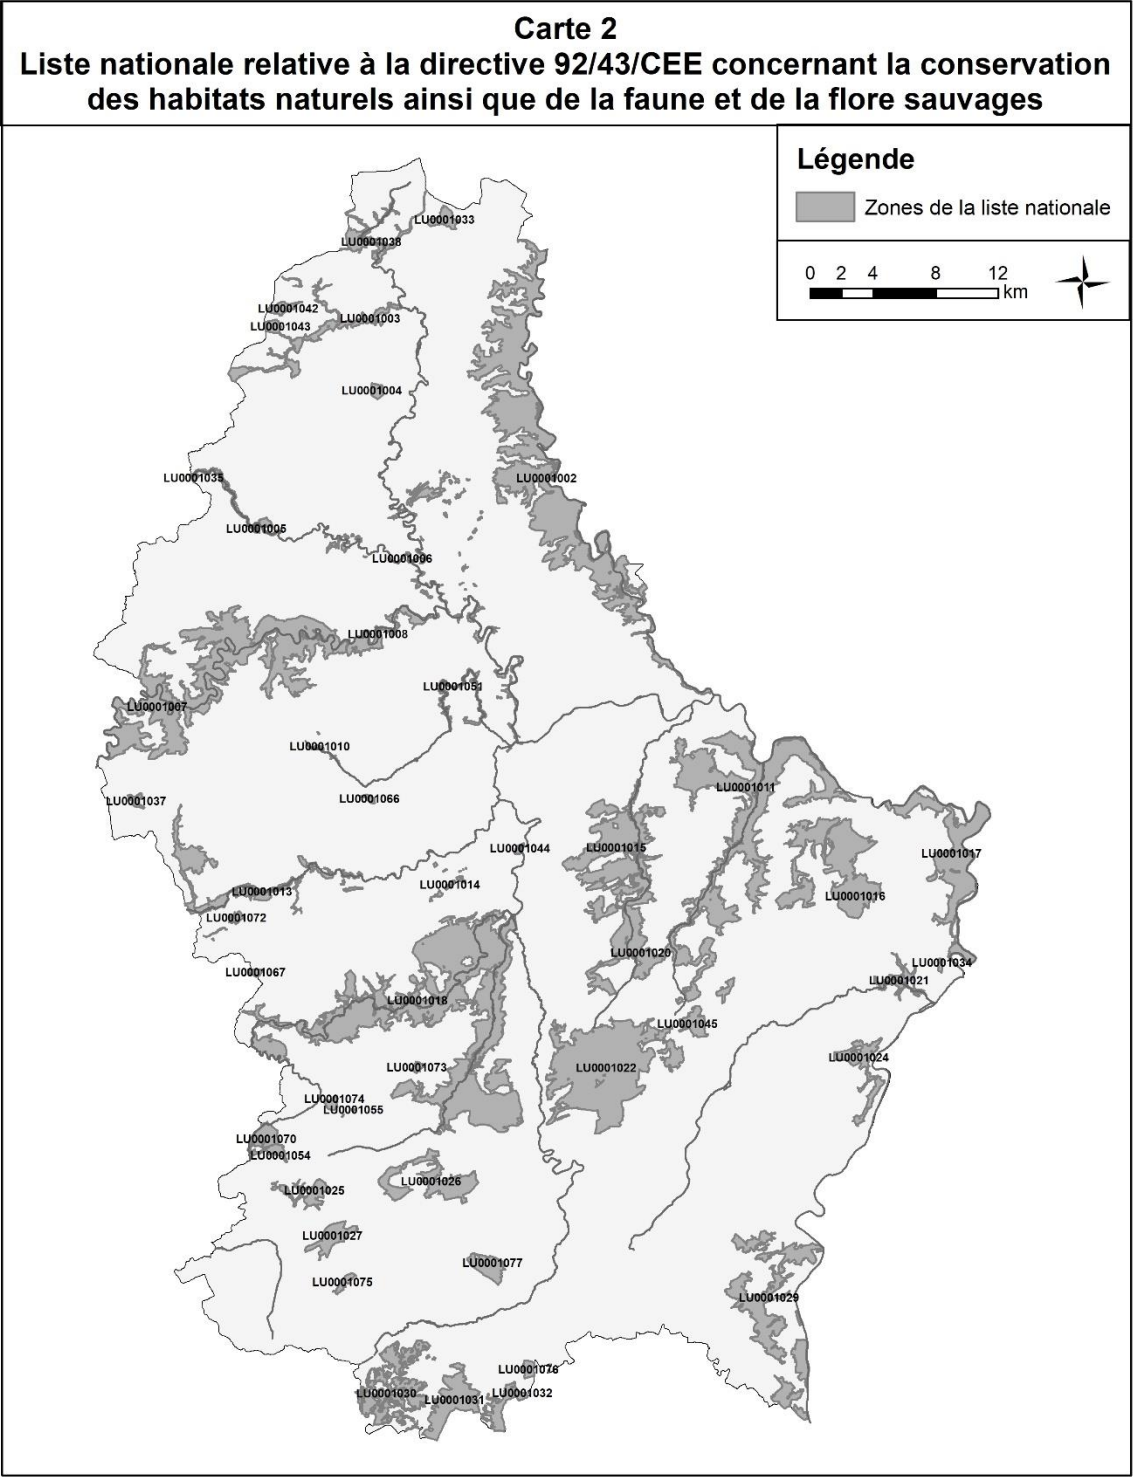 Carte 2
Liste nationale relative à la directive 92/43/CEE concernant la conservation
des habitats naturels ainsi que de la faune et de la flore sauvages
Légende
Zones de la liste nationale
0 2 4 8 12
km
LU0001033
LU0001038
LU0001042
LU0001003
LU0001043
LU0001004
LU0001035
LU0001002
LU0001005
LU0001006
LU0001008
LU0001051
LU0001007
LU0001010
LU0001011
LU0001066
LU0001037
LU0001044
LU0001015
LU0001017
LU0001014
LU0001013
LU0001016
LU0001072
LU0001020
LU0001034
LU0001067
LU0001021
LU0001018
LU0001045
LU0001024
LU0001073
LU0001022
LU0001074
LU0001055
LU0001070
LU0001054
LU0001026
LU0001025
LU0001027
LU0001077
LU0001075
LU0001029
LU0001076
LU0001030
LU0001032
LU0001031